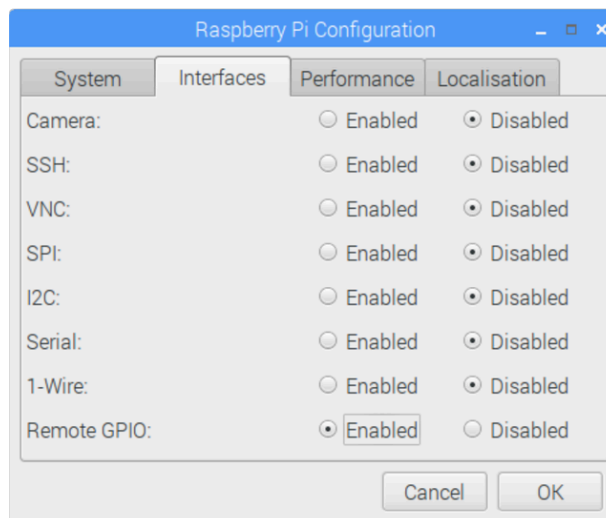 Raspberry Pi Configuration
System Interfaces Performance Localisation
Camera: Enabled Disabled
SSH: Enabled Disabled
VNC: Enabled Disabled
SPI: Enabled Disabled
I2C: Enabled Disabled
Serial: Enabled Disabled
1-Wire: Enabled Disabled
Remote GPIO: Enabled Disabled
Cancel OK